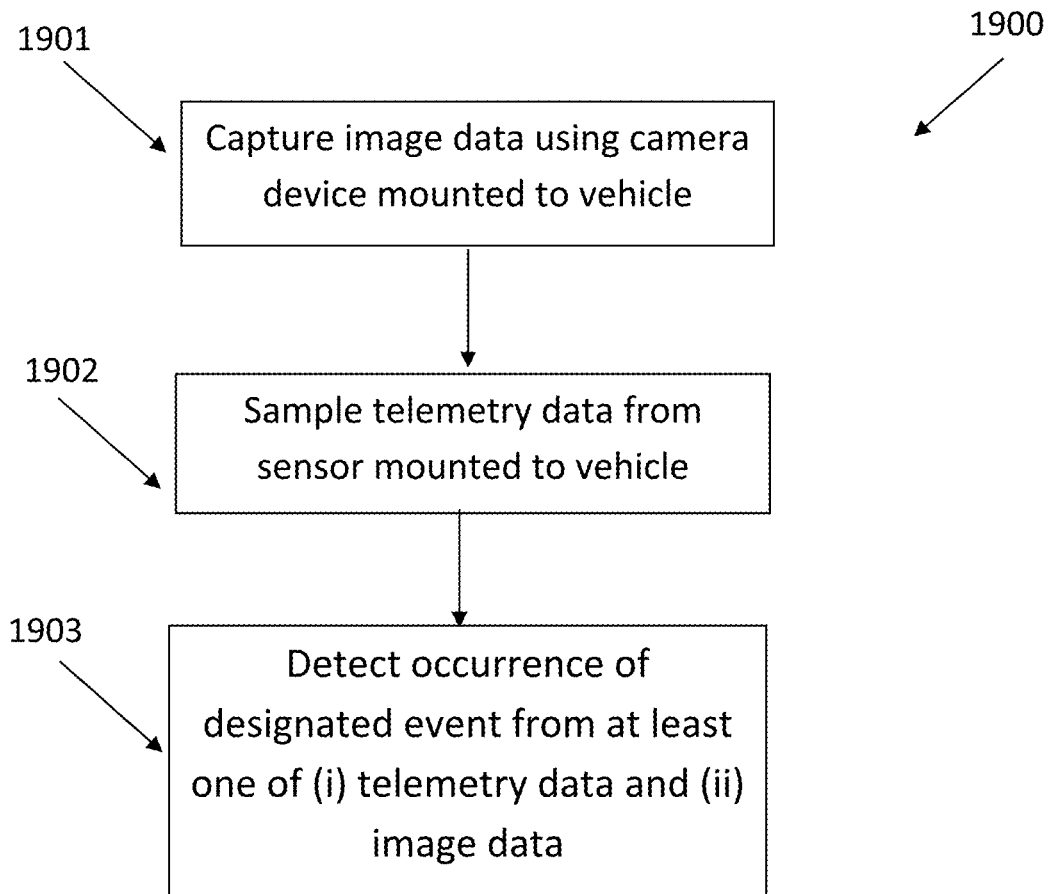 1901
1900
Capture image data using camera
device mounted to vehicle
1902
Sample telemetry data from
sensor mounted to vehicle
1903
Detect occurrence of
designated event from at least
one of (i) telemetry data and (ii)
image data